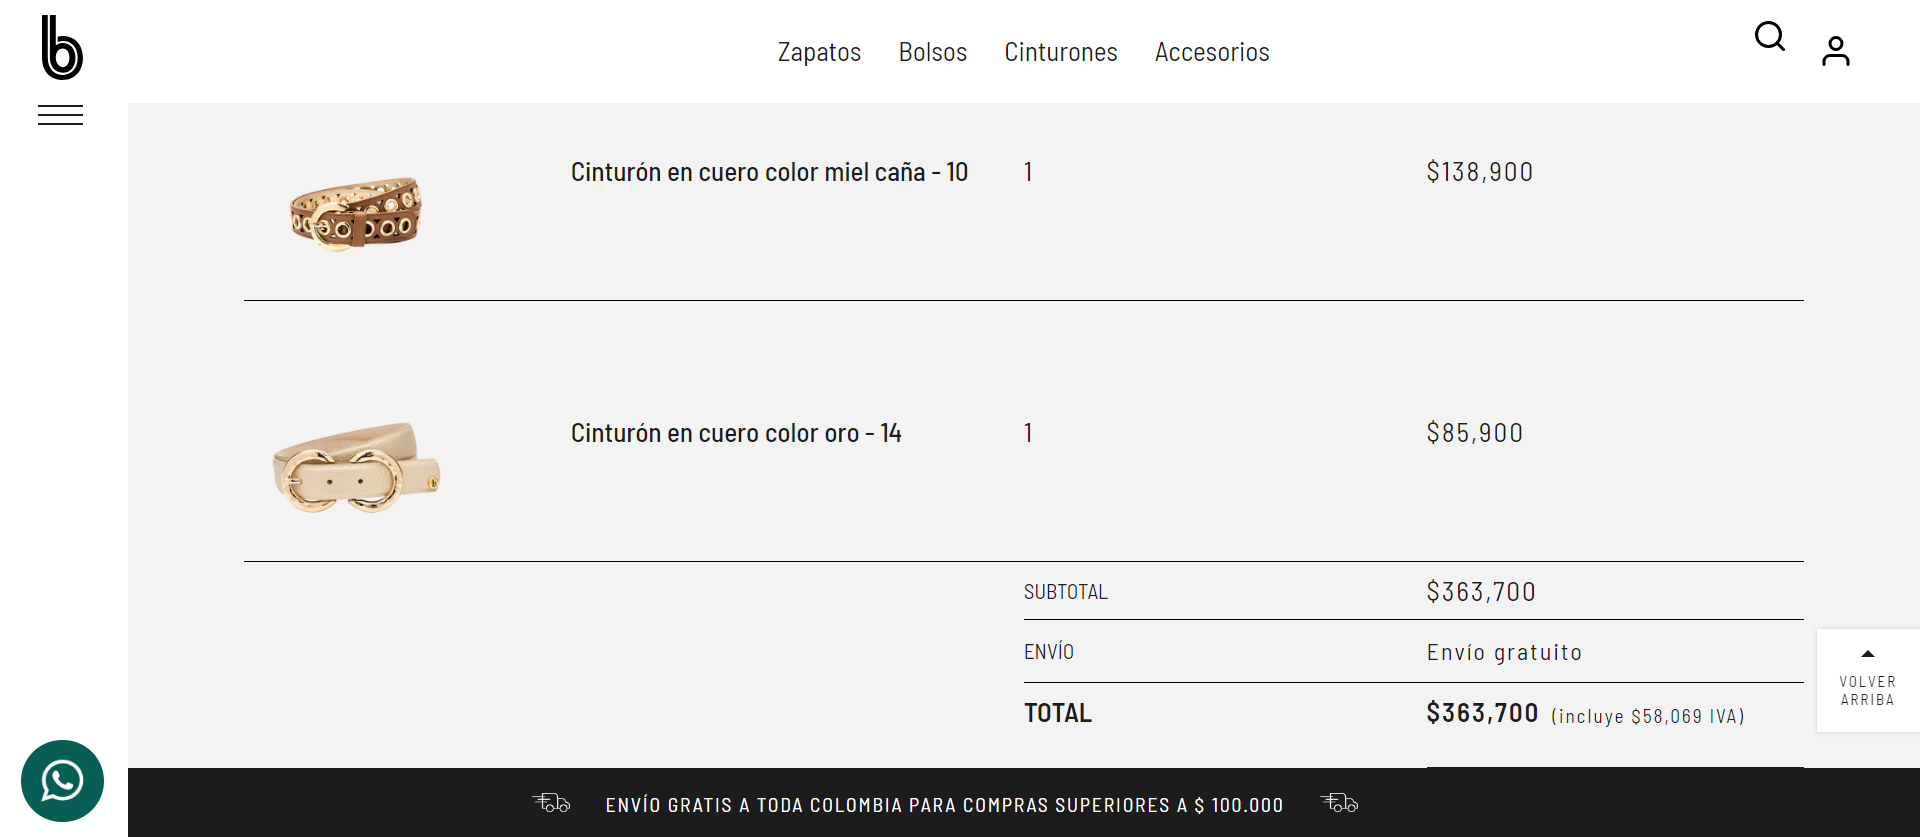 b
Zapatos Bolsos Cinturones Accesorios
Cinturón en cuero color miel caña - 10 1 $138,900
Cinturón en cuero color oro - 14 1 $85,900
SUBTOTAL $363,700
ENVÍO Envío gratuito
TOTAL $363,700 (incluye $58,069 IVA)
VOLVER
ARRIBA
ENVÍO GRATIS A TODA COLOMBIA PARA COMPRAS SUPERIORES A $ 100.000